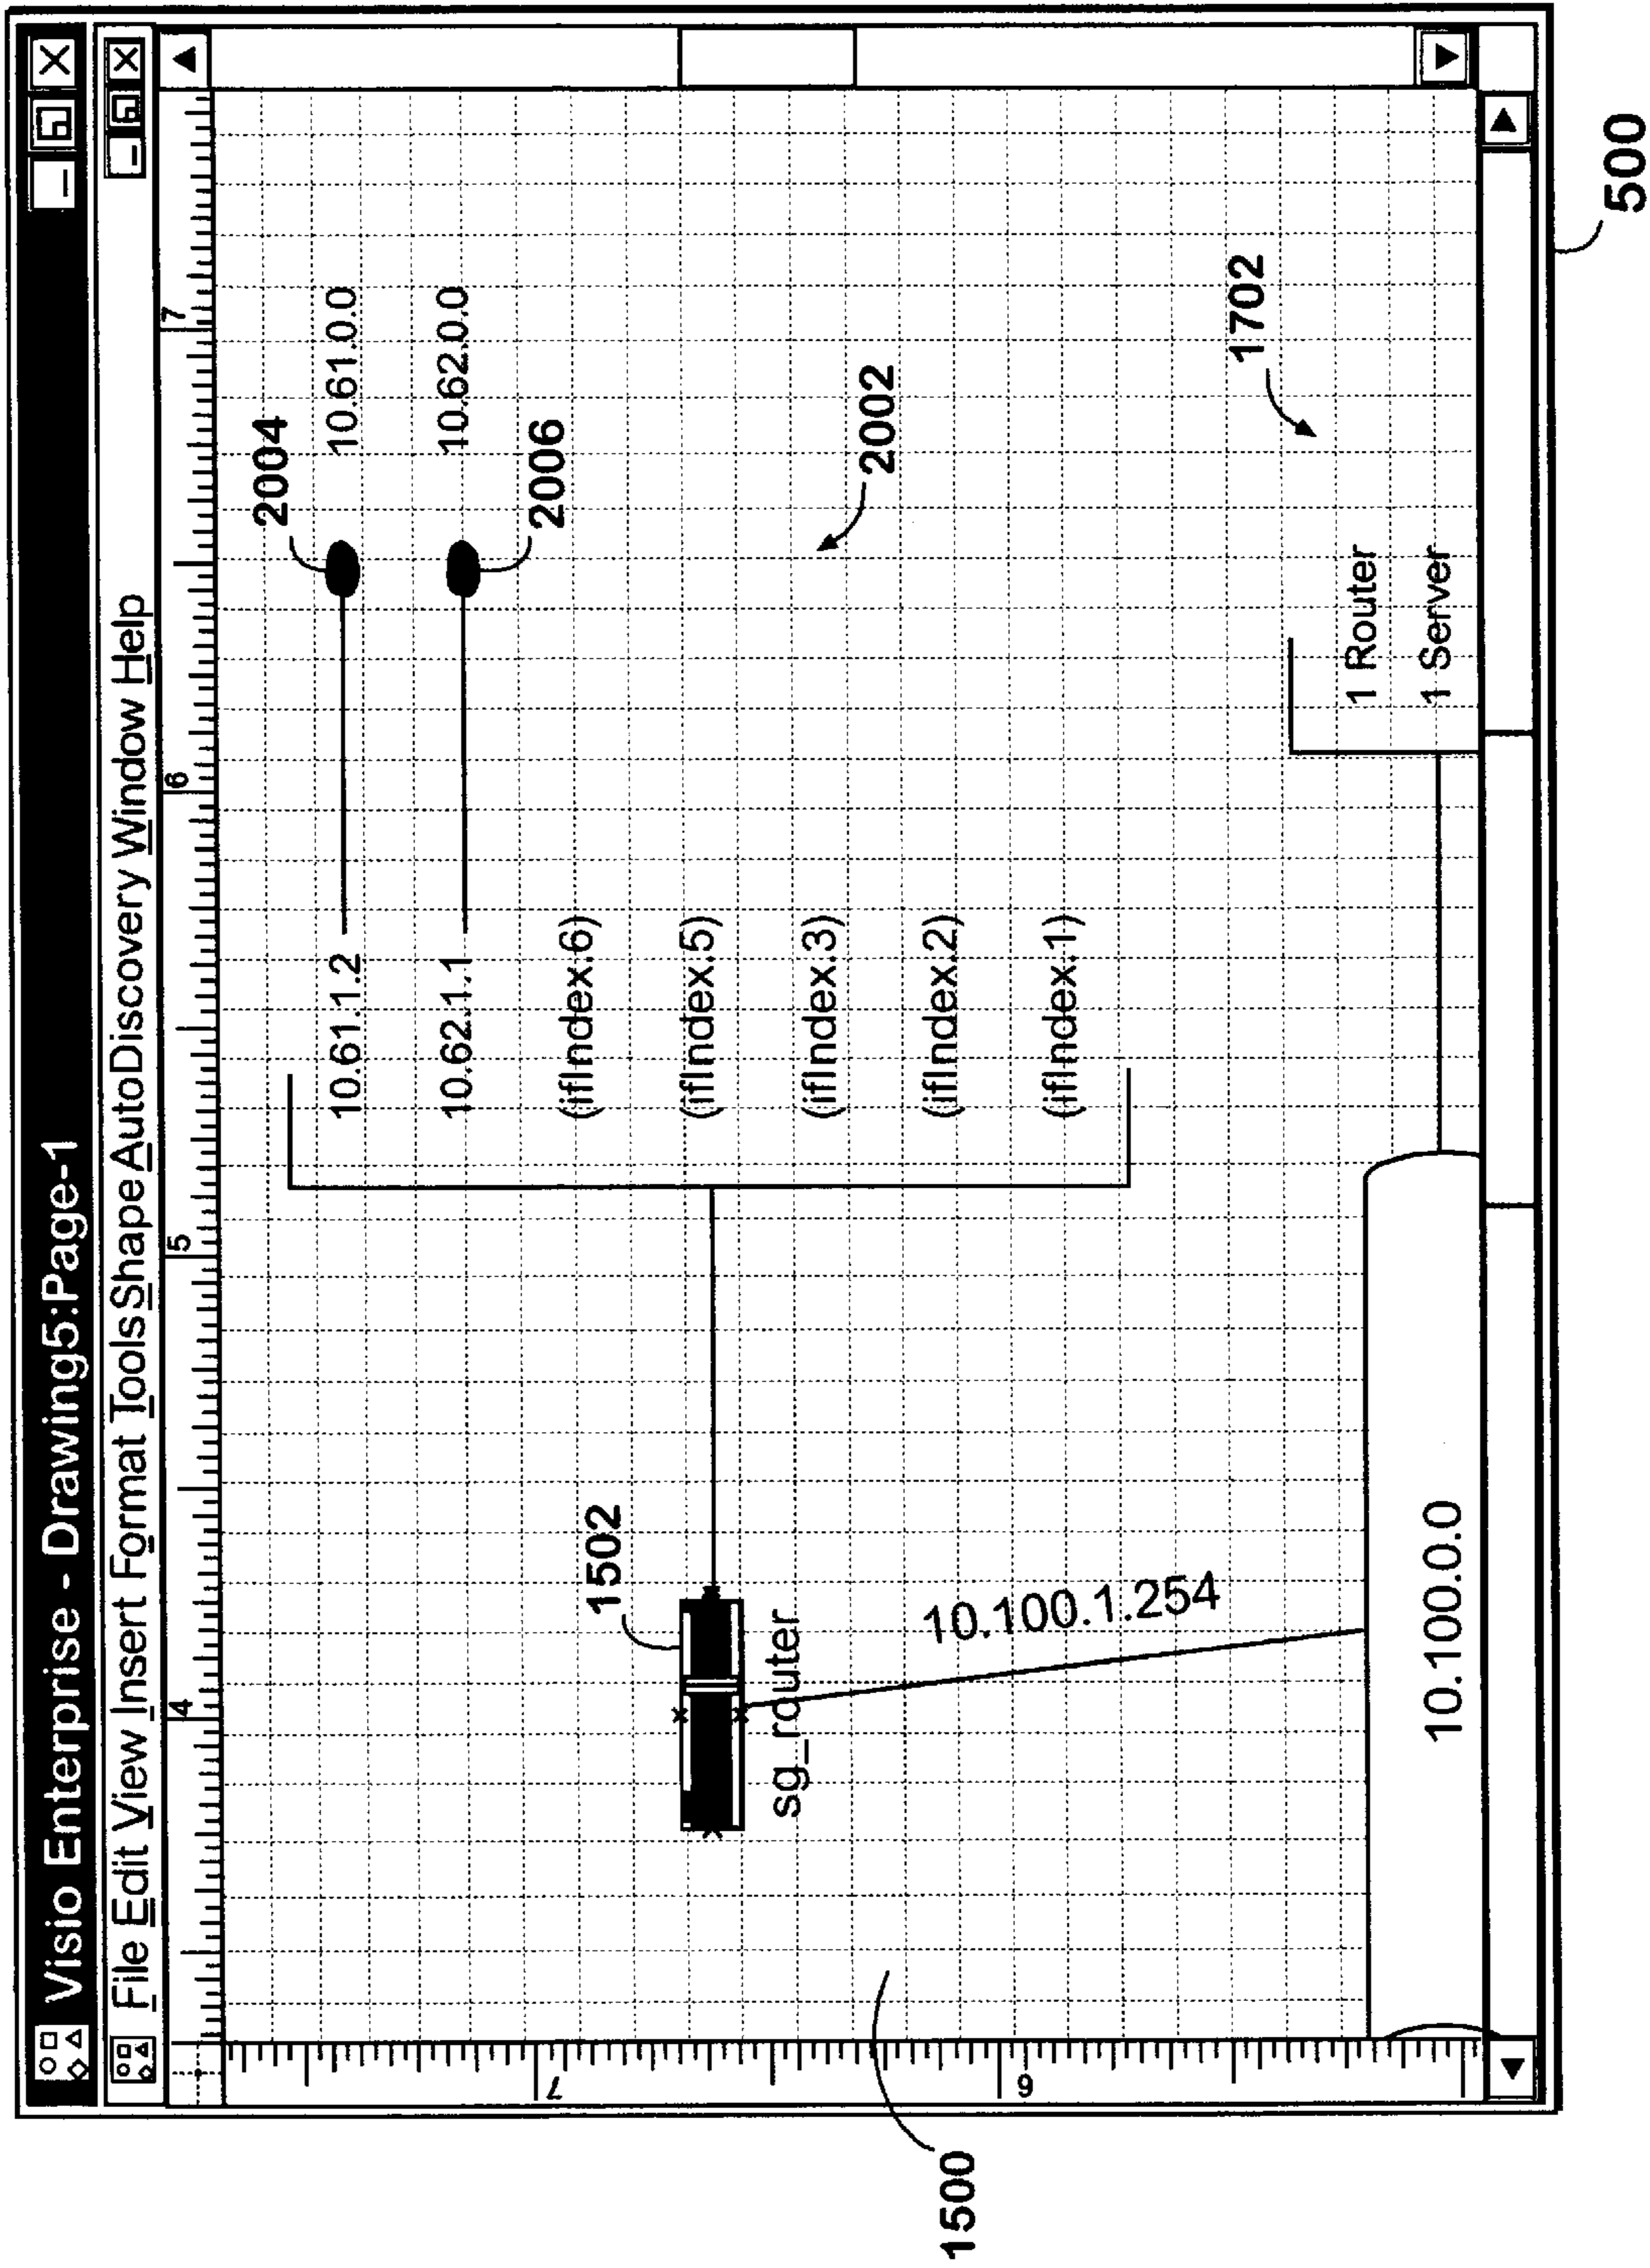 Visio Enterprise - Drawing5:Page-1
File Edit View Insert Format Tools Shape AutoDiscovery Window Help
4 5 6 7
7
6
2004
10.61.1.2 10.61.0.0
10.62.1.1 10.62.0.0
2006
1502
(ifIndex.6)
(ifIndex.5)
sg_router
(ifIndex.3)
2002
(ifIndex.2)
(ifIndex.1)
10.100.1.254
1500
1702
1 Router
1 Server
10.100.0.0
500